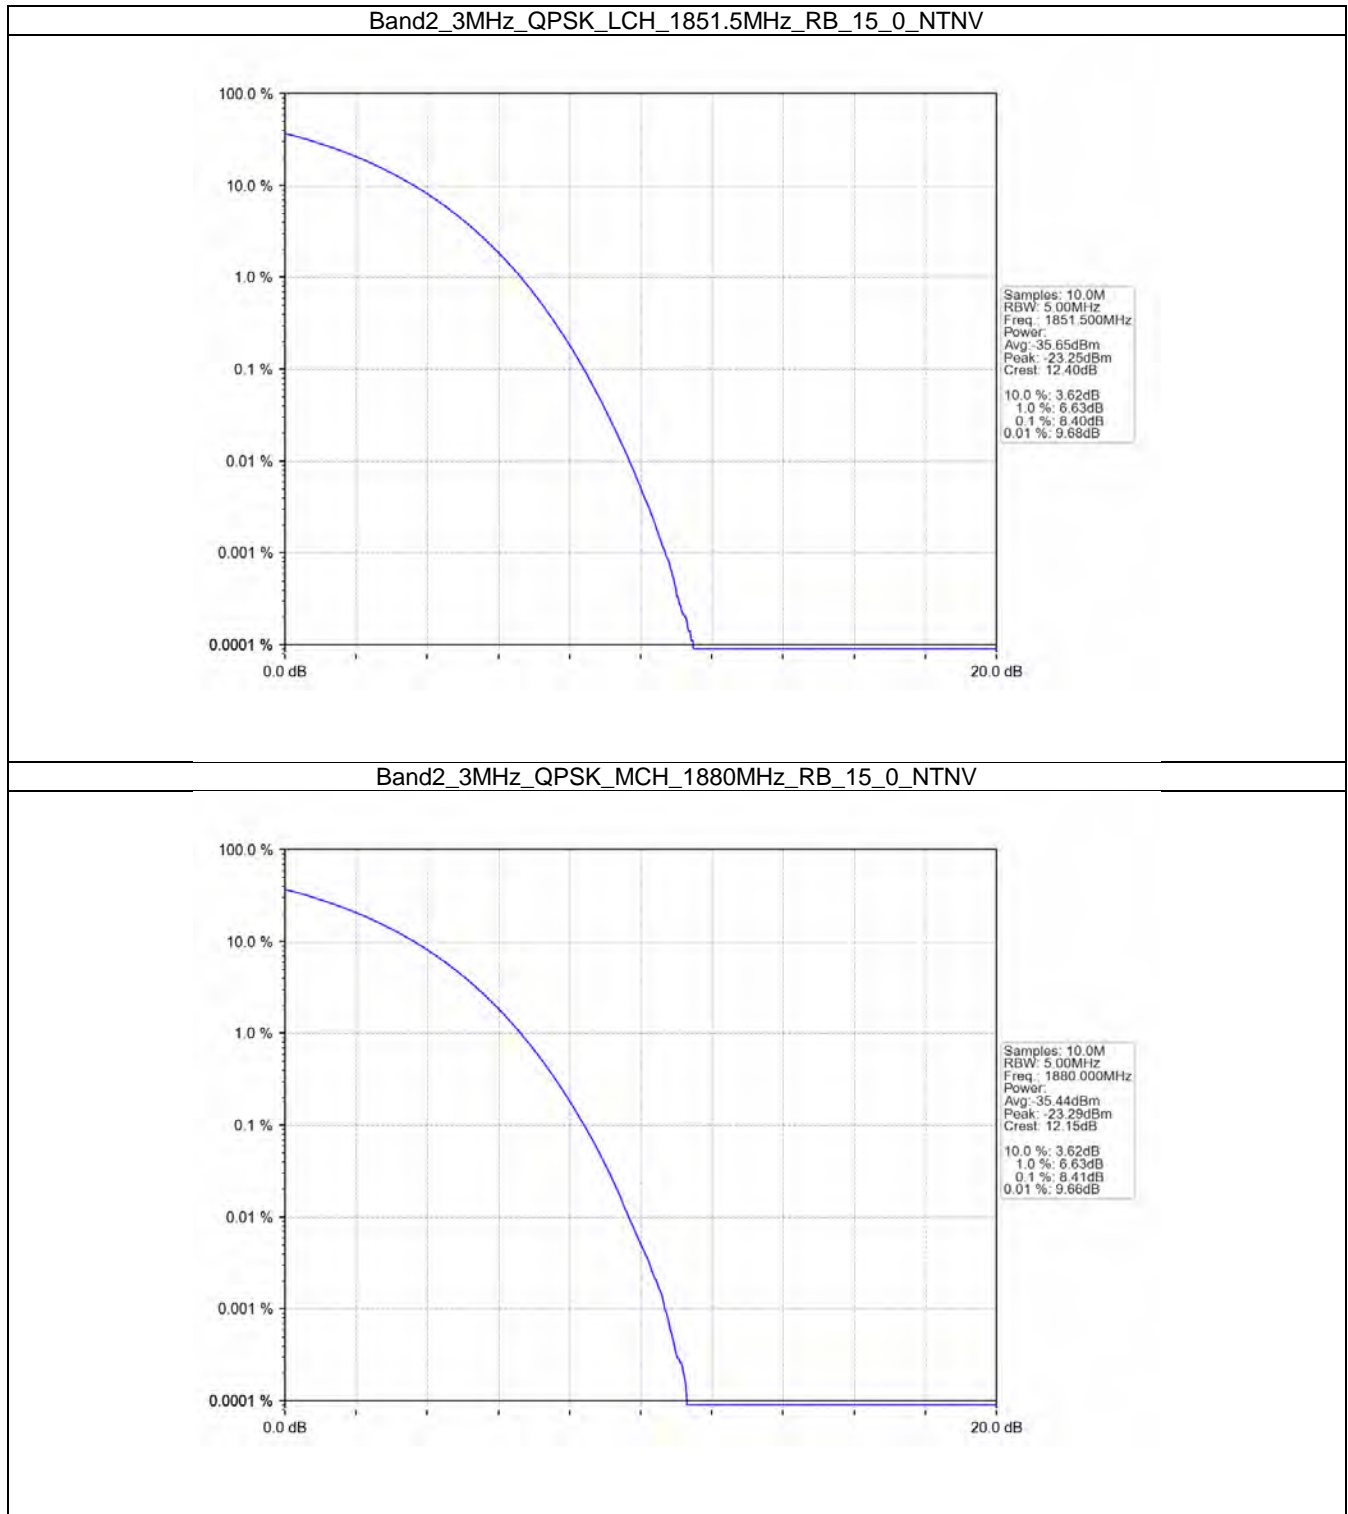 Band2_3MHz_QPSK_LCH_1851.5MHz_RB_15_0_NTNV
100.0 %
10.0 %
1.0 %
0.1 %
0.01 %
0.001 %
0.0001 %
0.0 dB
20.0 dB
Samples: 10.0M
RBW: 5.00MHz
Freq.: 1851.500MHz
Power:
Avg:-35.65dBm
Peak: -23.25dBm
Crest: 12.40dB
10.0 %: 3.62dB
1.0 %: 6.63dB
0.1 %: 8.40dB
0.01 %: 9.68dB
Band2_3MHz_QPSK_MCH_1880MHz_RB_15_0_NTNV
100.0 %
10.0 %
1.0 %
0.1 %
0.01 %
0.001 %
0.0001 %
0.0 dB
20.0 dB
Samples: 10.0M
RBW: 5.00MHz
Freq.: 1880.000MHz
Power:
Avg:-35.44dBm
Peak: -23.29dBm
Crest: 12.15dB
10.0 %: 3.62dB
1.0 %: 6.63dB
0.1 %: 8.41dB
0.01 %: 9.66dB